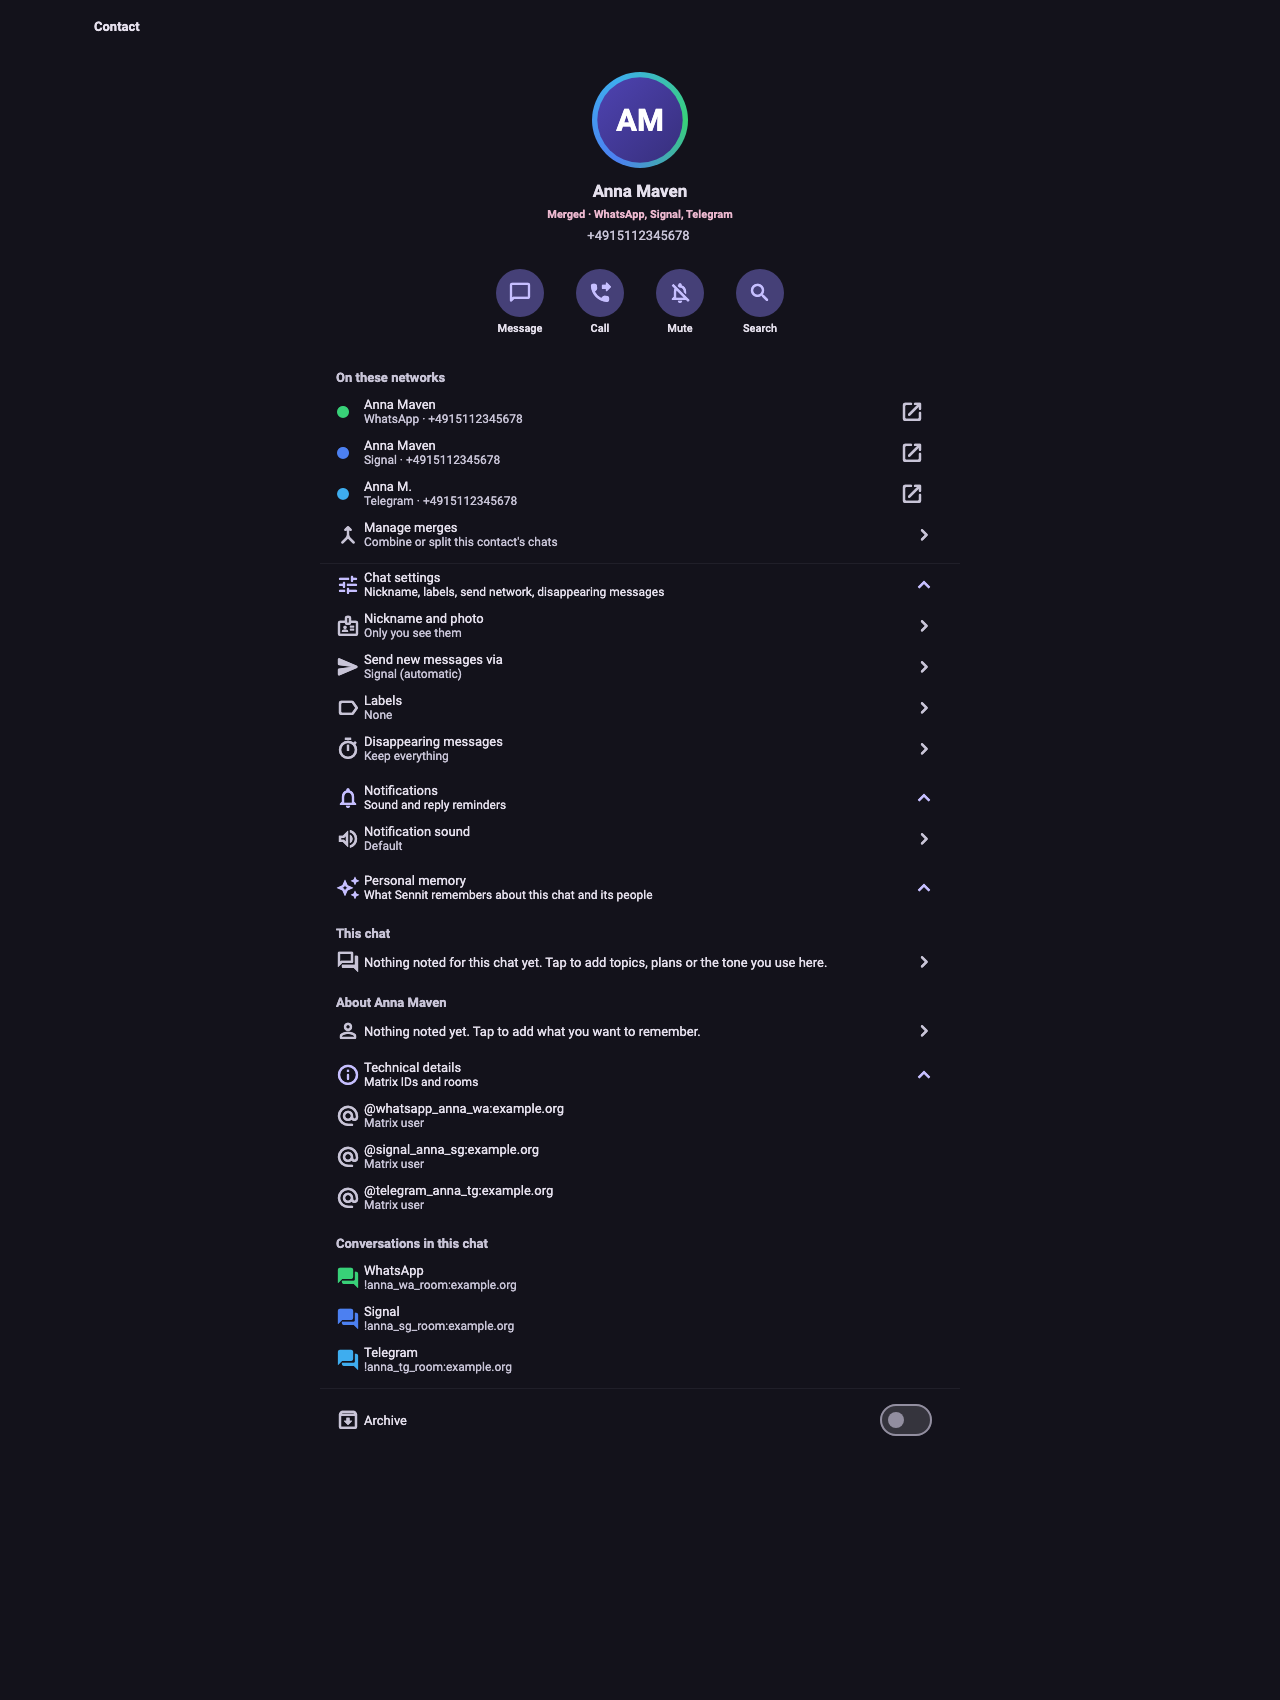 Contact
AM
Anna Maven
Merged · WhatsApp, Signal, Telegram
+4915112345678
Message
Call
Mute
Search
On these networks
Anna Maven
WhatsApp · +4915112345678
Anna Maven
Signal · +4915112345678
Anna M.
Telegram · +4915112345678
Manage merges
Combine or split this contact's chats
Chat settings
Nickname, labels, send network, disappearing messages
Nickname and photo
Only you see them
Send new messages via
Signal (automatic)
Labels
None
Disappearing messages
Keep everything
Notifications
Sound and reply reminders
Notification sound
Default
Personal memory
What Sennit remembers about this chat and its people
This chat
Nothing noted for this chat yet. Tap to add topics, plans or the tone you use here.
About Anna Maven
Nothing noted yet. Tap to add what you want to remember.
Technical details
Matrix IDs and rooms
@whatsapp_anna_wa:example.org
Matrix user
@signal_anna_sg:example.org
Matrix user
@telegram_anna_tg:example.org
Matrix user
Conversations in this chat
WhatsApp
!anna_wa_room:example.org
Signal
!anna_sg_room:example.org
Telegram
!anna_tg_room:example.org
Archive